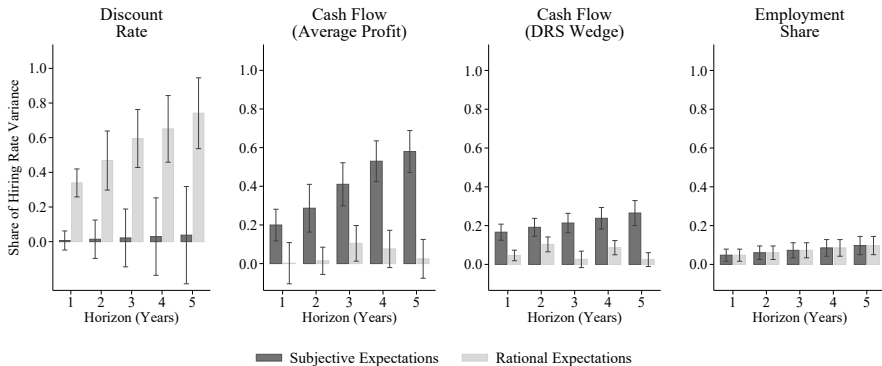 Discount
Rate
Cash Flow
(Average Profit)
Cash Flow
(DRS Wedge)
Employment
Share
Share of Hiring Rate Variance
1.0
0.8
0.6
0.4
0.2
0.0
1 2 3 4 5
Horizon (Years)
1.0
0.8
0.6
0.4
0.2
0.0
1 2 3 4 5
Horizon (Years)
1.0
0.8
0.6
0.4
0.2
0.0
1 2 3 4 5
Horizon (Years)
1.0
0.8
0.6
0.4
0.2
0.0
1 2 3 4 5
Horizon (Years)
Subjective Expectations
Rational Expectations